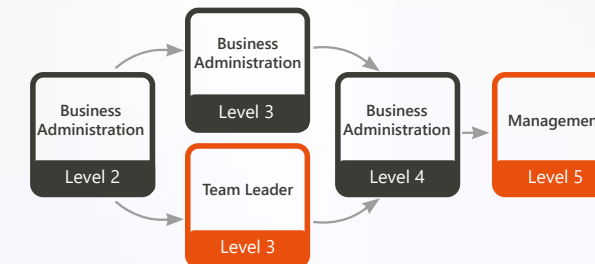 Business
Administration
Level 2
Business
Administration
Level 3
Team Leader
Level 3
Business
Administration
Level 4
Managemen
Level 5